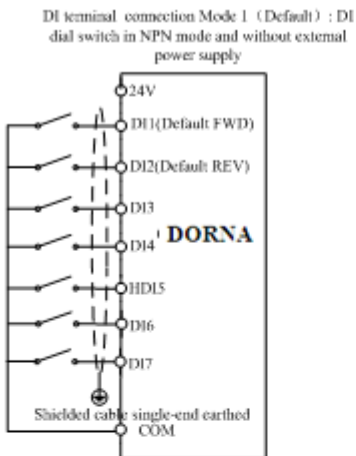 DI terminal connection Mode 1 （Default）: DI
dial switch in NPN mode and without external
power supply
24V
DI1(Default FWD)
DI2(Default REV)
DI3
DI4
DORNA
HDI5
DI6
DI7
Shielded cable single-end earthed
COM